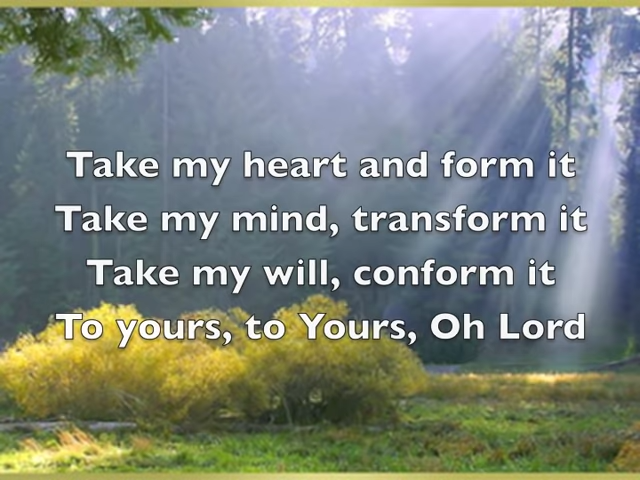 Take my heart and form it
Take my mind, transform it
Take my will, conform it
To yours, to Yours, Oh Lord